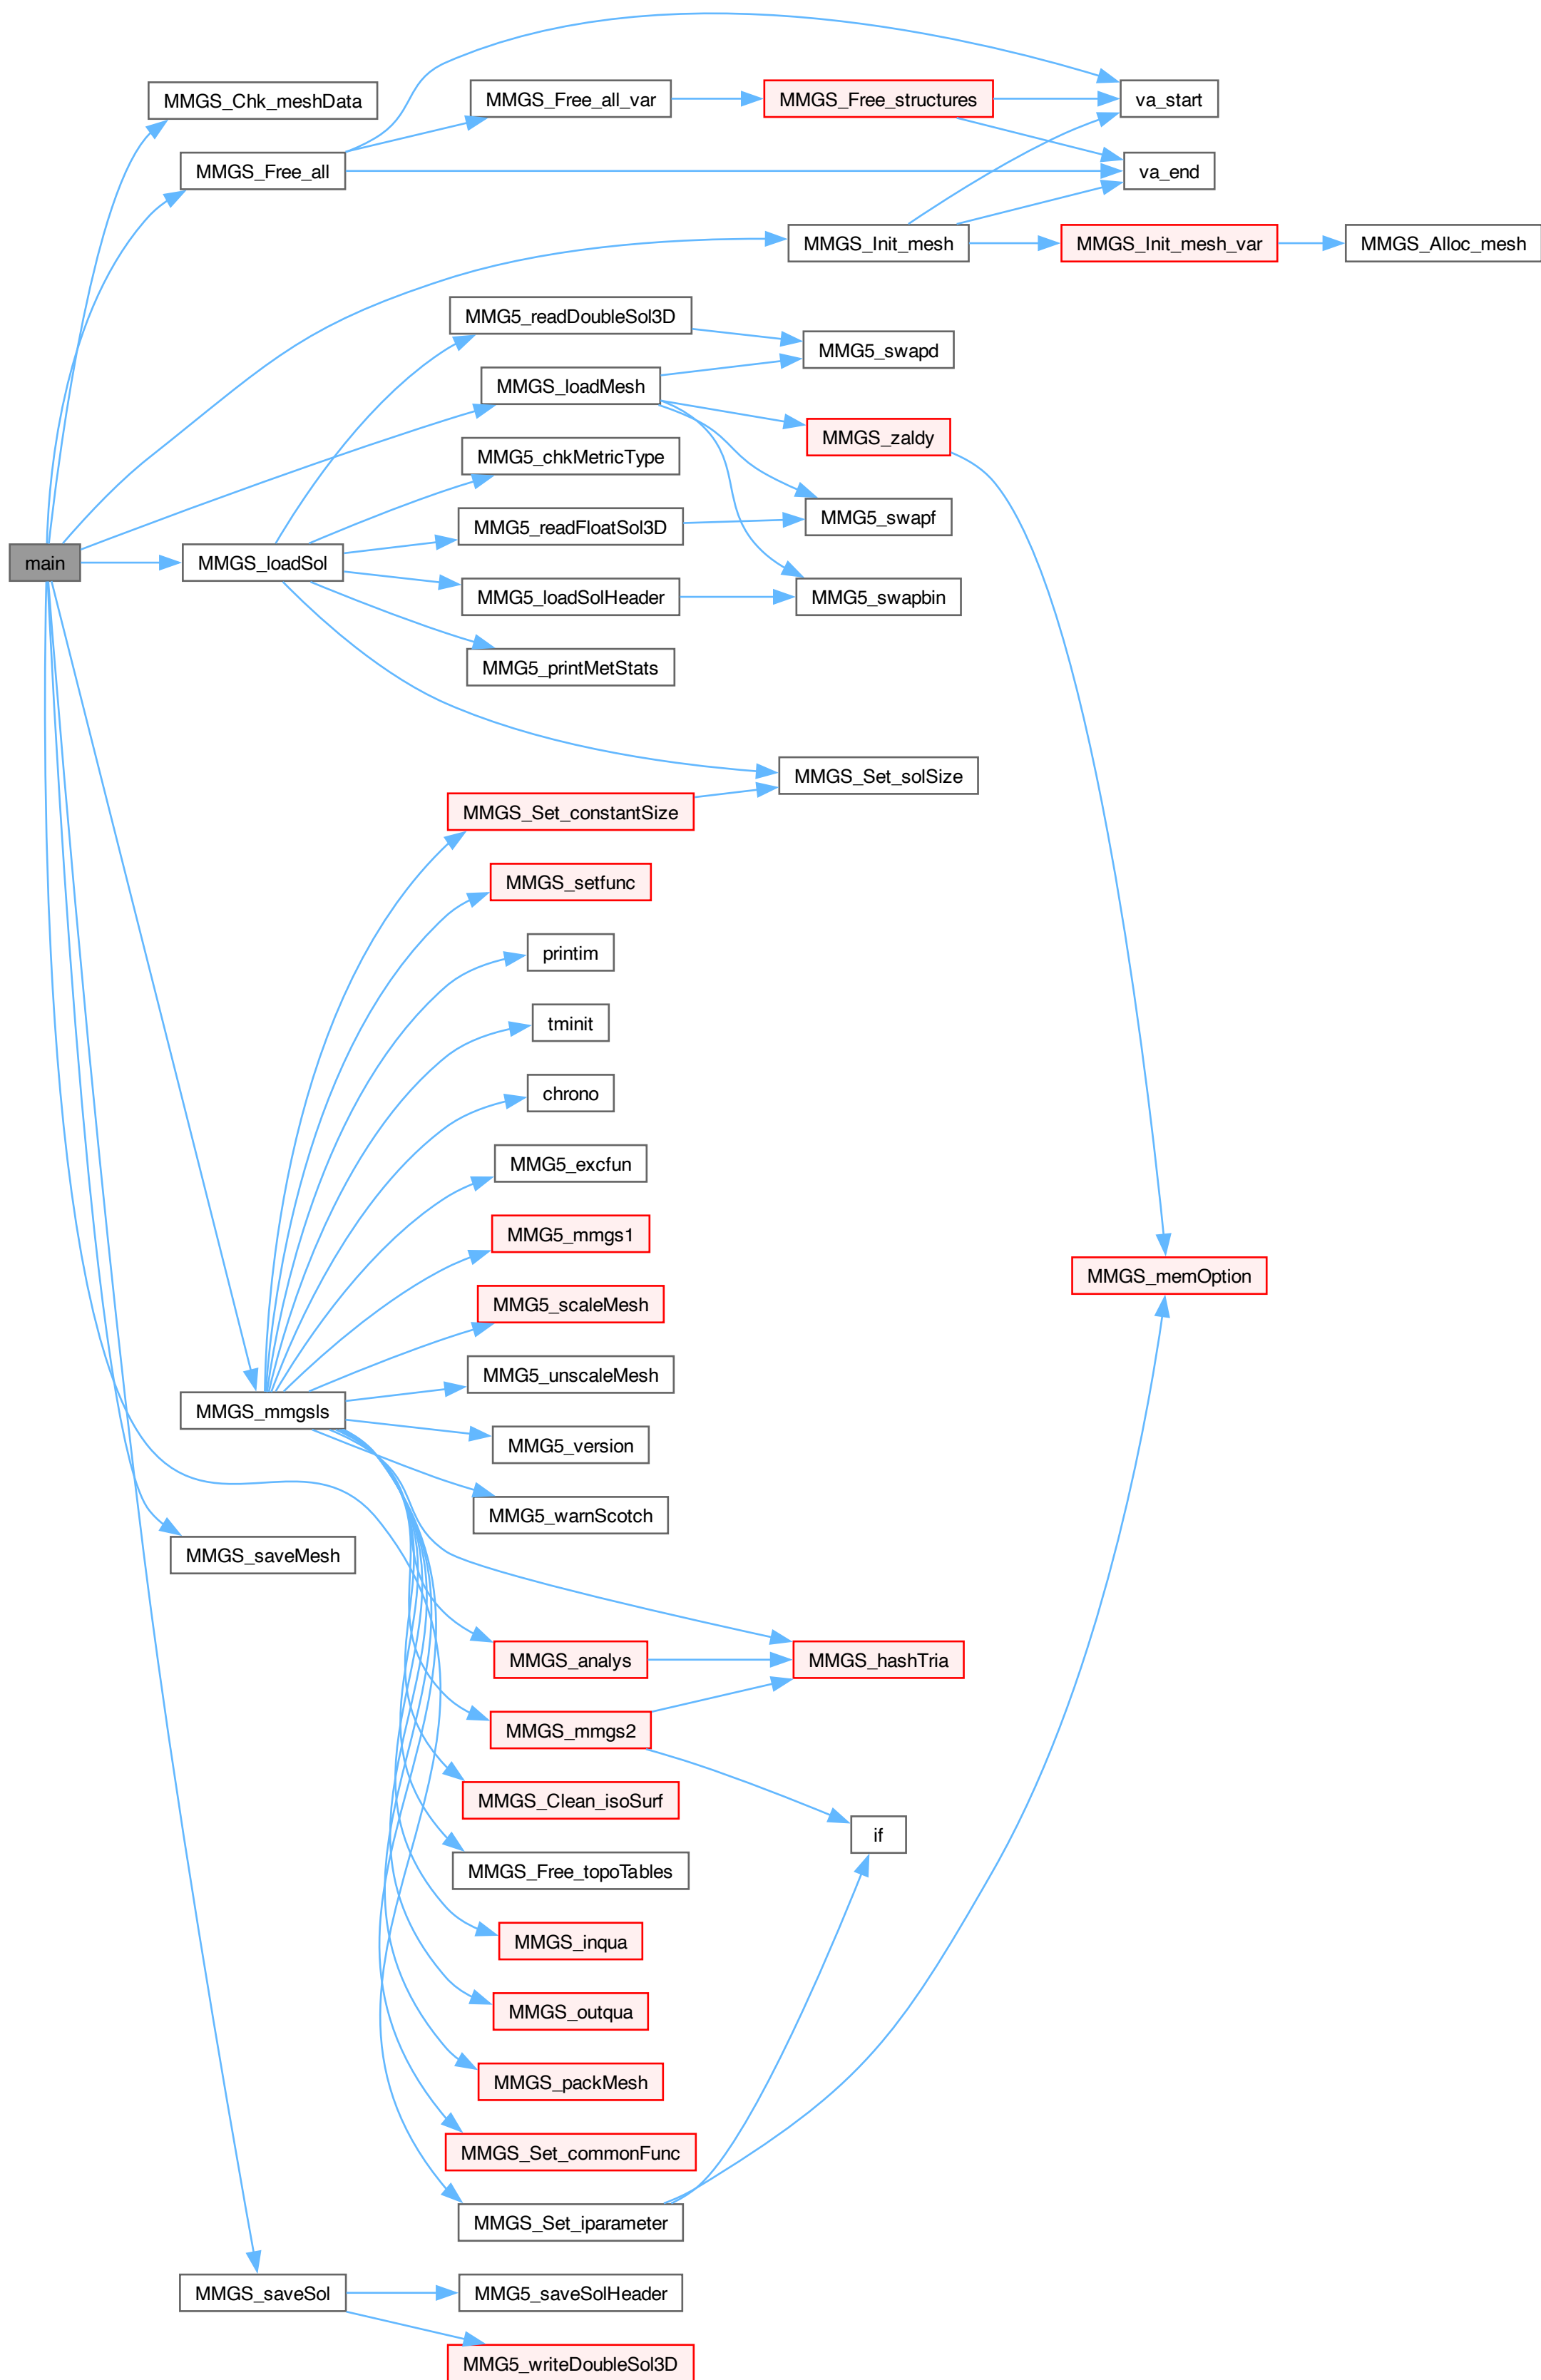 MMGS_Chk_meshData
MMGS_Free_all_var
MMGS_Free_structures
va_start
MMGS_Free_all
va_end
MMGS_Init_mesh
MMGS_Init_mesh_var
MMGS_Alloc_mesh
MMG5_readDoubleSol3D
MMG5_swapd
MMGS_loadMesh
MMGS_zaldy
MMG5_chkMetricType
MMG5_swapf
MMG5_readFloatSol3D
main
MMGS_loadSol
MMG5_loadSolHeader
MMG5_swapbin
MMG5_printMetStats
MMGS_Set_solSize
MMGS_Set_constantSize
MMGS_setfunc
printim
tminit
chrono
MMG5_excfun
MMG5_mmgs1
MMGS_memOption
MMG5_scaleMesh
MMG5_unscaleMesh
MMGS_mmgsls
MMG5_version
MMG5_warnScotch
MMGS_saveMesh
MMGS_analys
MMGS_hashTria
MMGS_mmgs2
MMGS_Clean_isoSurf
if
MMGS_Free_topoTables
MMGS_inqua
MMGS_outqua
MMGS_packMesh
MMGS_Set_commonFunc
MMGS_Set_iparameter
MMGS_saveSol
MMG5_saveSolHeader
MMG5_writeDoubleSol3D